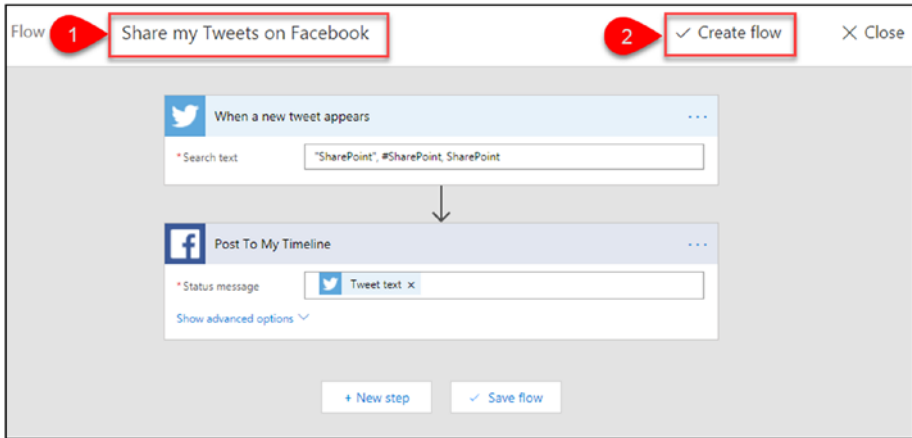 Flow 1 Share my Tweets on Facebook 2 ✓ Create flow × Close
When a new tweet appears ...
*Search text "SharePoint", #SharePoint, SharePoint
Post To My Timeline ...
*Status message Tweet text ×
Show advanced options
+ New step ✓ Save flow